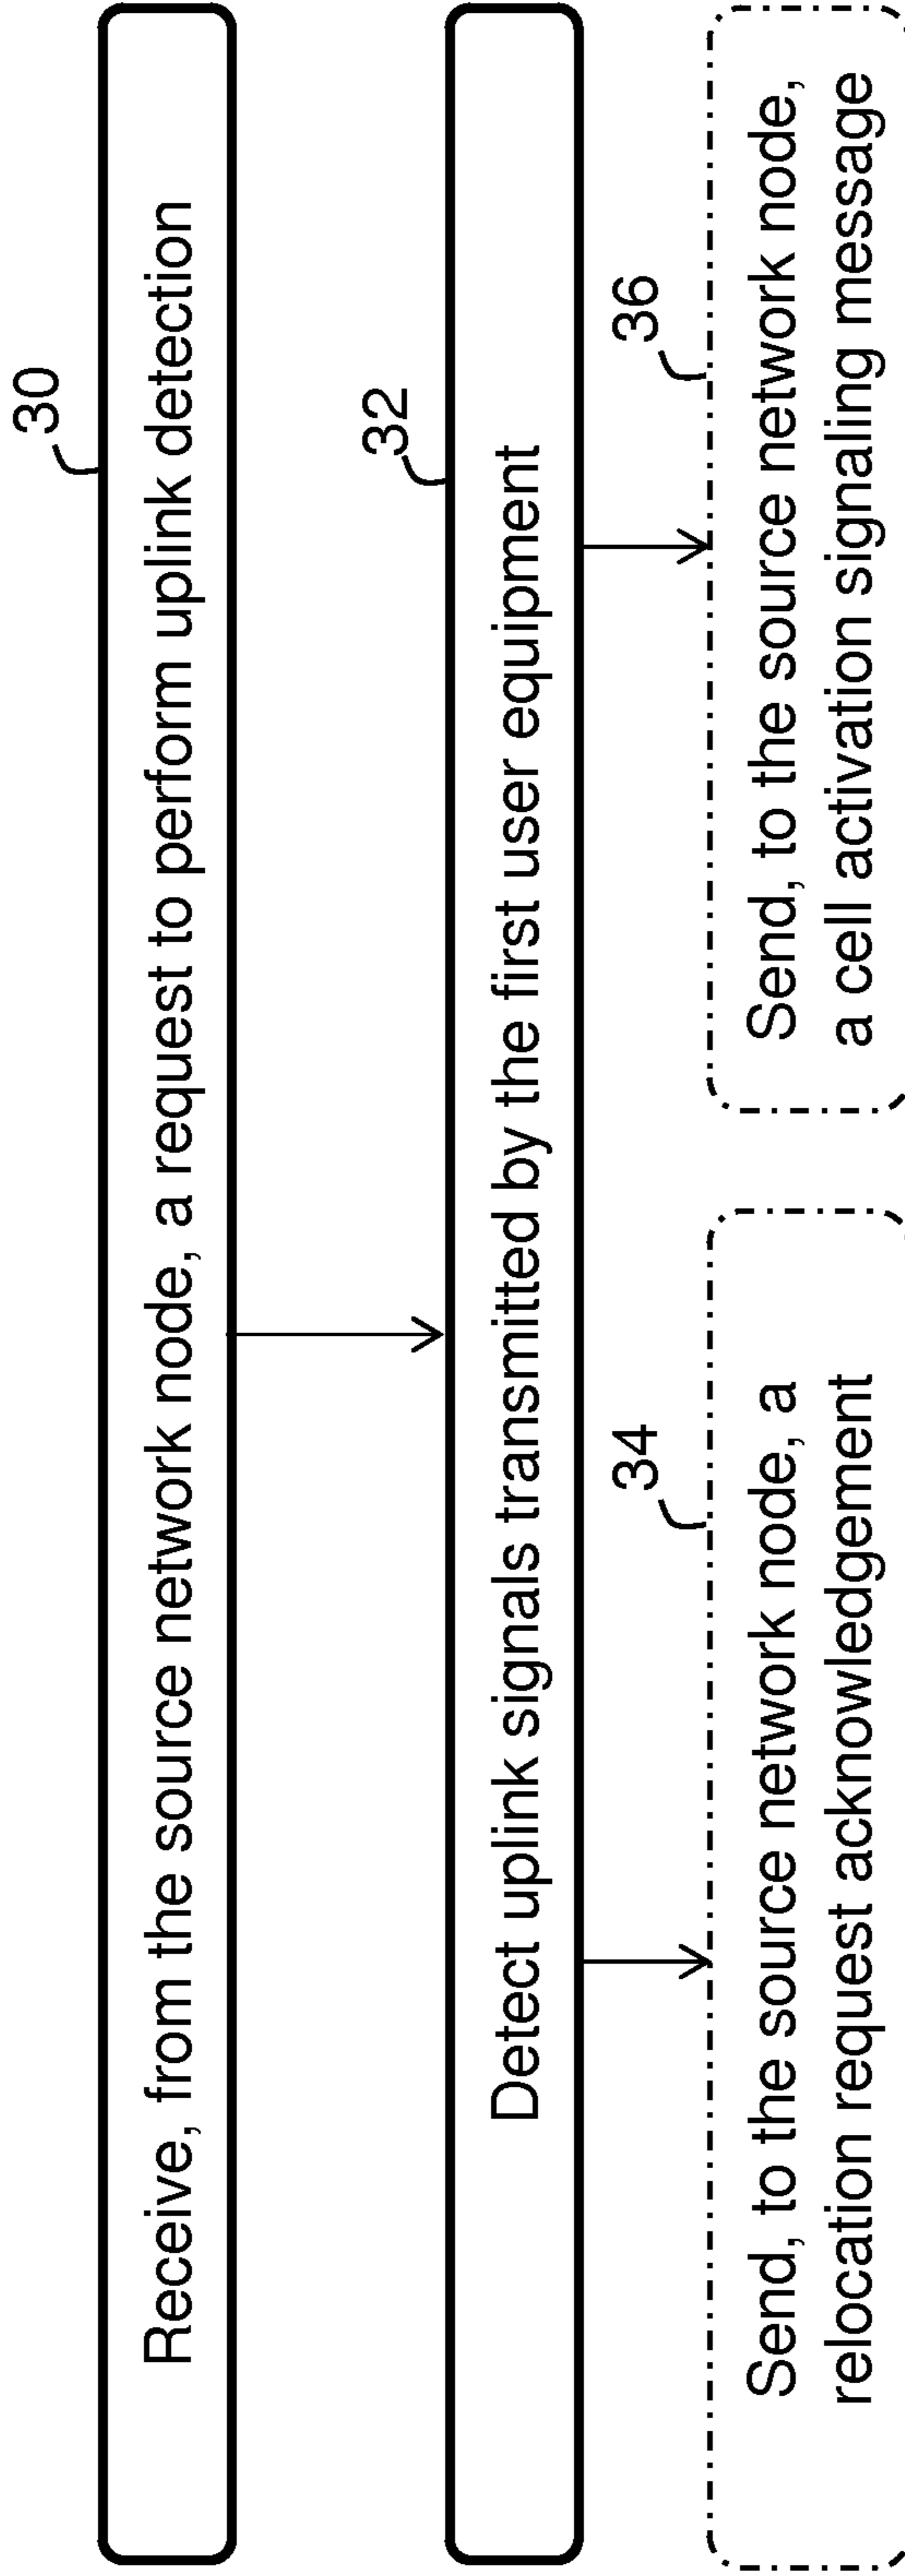 30
Receive, from the source network node, a request to perform uplink detection
32
Detect uplink signals transmitted by the first user equipment
34
Send, to the source network node, a
relocation request acknowledgement
36
Send, to the source network node,
a cell activation signaling message